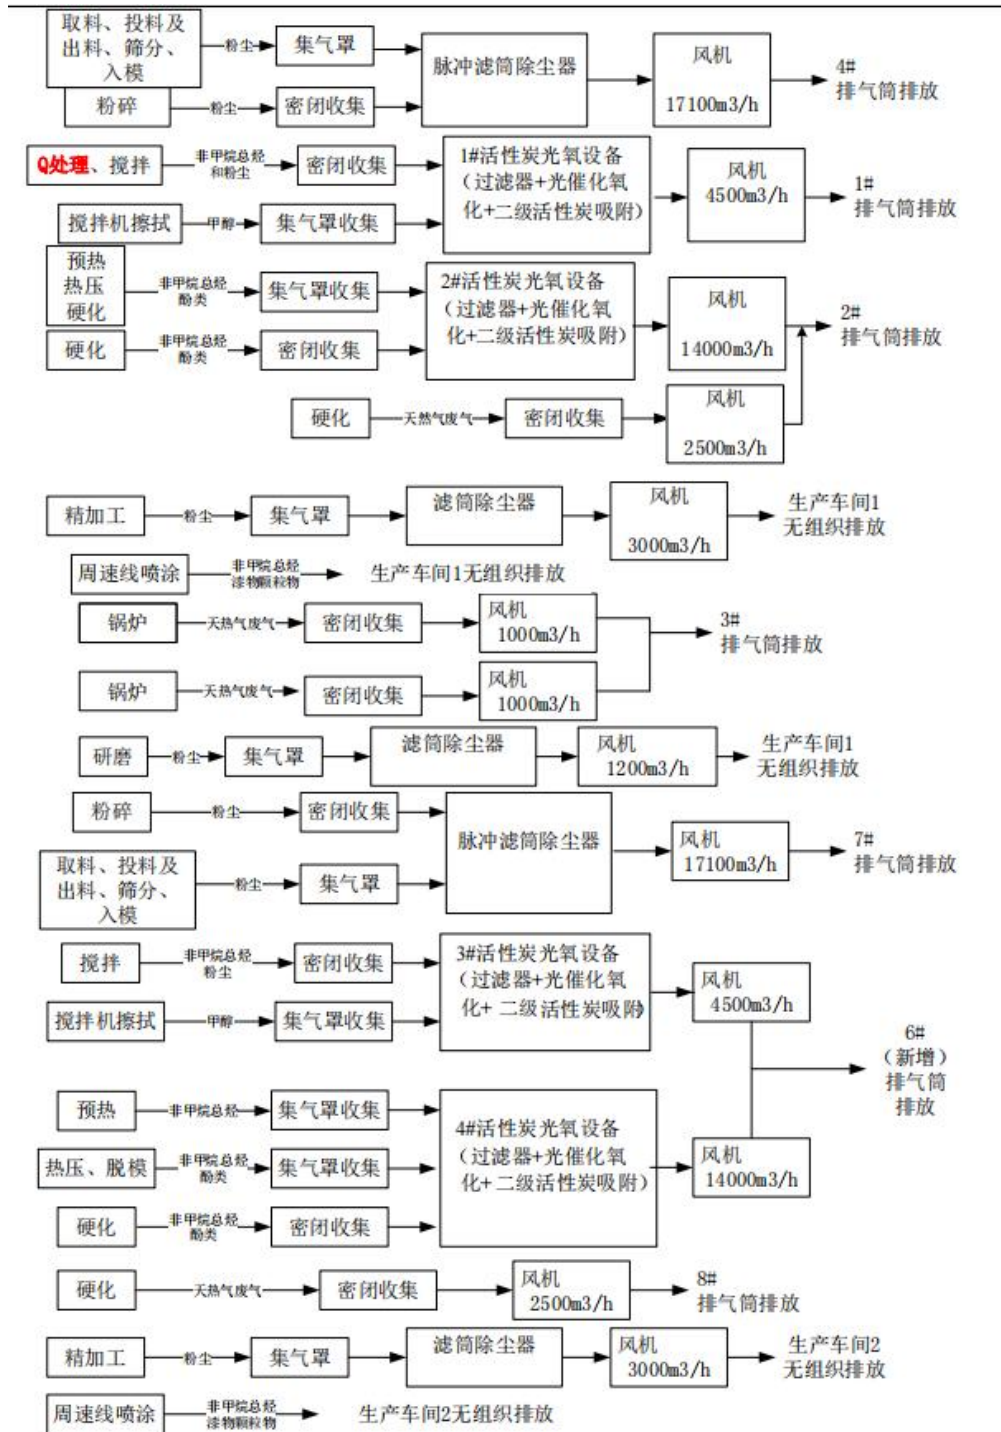 取料、投料及
出料、筛分、
入模
粉尘
集气罩
脉冲滤筒除尘器
风机
17100m3/h
4#
排气筒排放
粉碎
粉尘
密闭收集
Q处理、搅拌
非甲烷总烃
和粉尘
密闭收集
1#活性炭光氧设备
（过滤器+光催化氧
化+二级活性炭吸附）
风机
4500m3/h
1#
排气筒排放
搅拌机擦拭
甲醇
集气罩收集
预热
热压
硬化
非甲烷总烃
酚类
集气罩收集
2#活性炭光氧设备
（过滤器+光催化氧
化+二级活性炭吸附）
风机
14000m3/h
2#
排气筒排放
硬化
非甲烷总烃
酚类
密闭收集
硬化
天然气废气
密闭收集
风机
2500m3/h
精加工
粉尘
集气罩
滤筒除尘器
风机
3000m3/h
生产车间1
无组织排放
周速线喷涂
非甲烷总烃
漆物颗粒物
生产车间1无组织排放
锅炉
天热气废气
密闭收集
风机
1000m3/h
3#
排气筒排放
锅炉
天热气废气
密闭收集
风机
1000m3/h
研磨
粉尘
集气罩
滤筒除尘器
风机
1200m3/h
生产车间1
无组织排放
粉碎
粉尘
密闭收集
脉冲滤筒除尘器
风机
17100m3/h
7#
排气筒排放
取料、投料及
出料、筛分、
入模
粉尘
集气罩
搅拌
非甲烷总烃
粉尘
密闭收集
3#活性炭光氧设备
（过滤器+光催化氧
化+ 二级活性炭吸附）
风机
4500m3/h
搅拌机擦拭
甲醇
集气罩收集
6#
（新增）
排气筒
排放
预热
非甲烷总烃
集气罩收集
4#活性炭光氧设备
（过滤器+光催化氧
化+二级活性炭吸附）
风机
14000m3/h
热压、脱模
非甲烷总烃
酚类
集气罩收集
硬化
非甲烷总烃
酚类
密闭收集
硬化
天热气废气
密闭收集
风机
2500m3/h
8#
排气筒排放
精加工
粉尘
集气罩
滤筒除尘器
风机
3000m3/h
生产车间2
无组织排放
周速线喷涂
非甲烷总烃
漆物颗粒物
生产车间2无组织排放